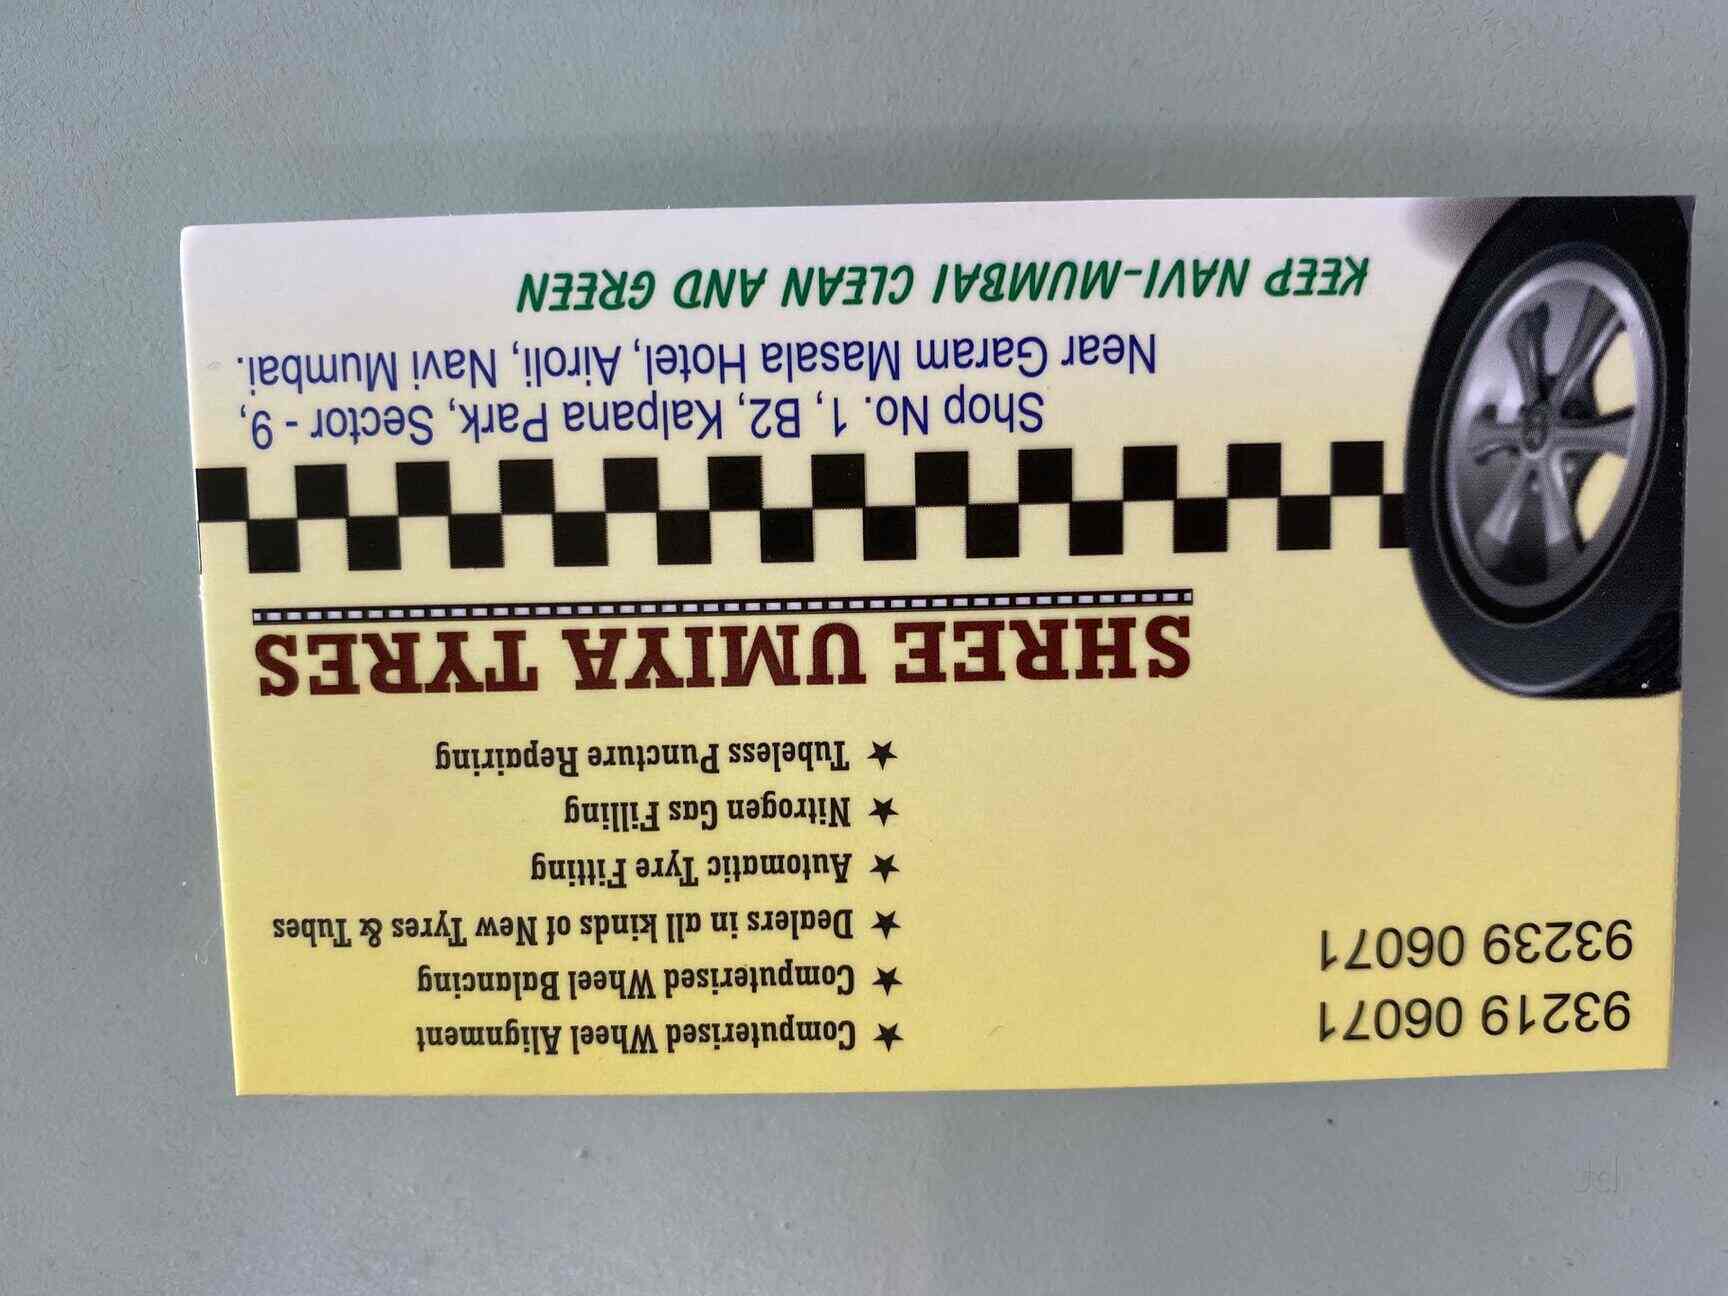 93219 06071
93239 06071
★ Computerised Wheel Alignment
★ Computerised Wheel Balancing
★ Dealers in all kinds of New Tyres & Tubes
★ Automatic Tyre Fitting
★ Nitrogen Gas Filling
★ Tubeless Puncture Repairing
SHREE UMIYA TYRES
Shop No. 1, B2, Kalpana Park, Sector - 9,
Near Garam Masala Hotel, Airoli, Navi Mumbai.
KEEP NAVI-MUMBAI CLEAN AND GREEN